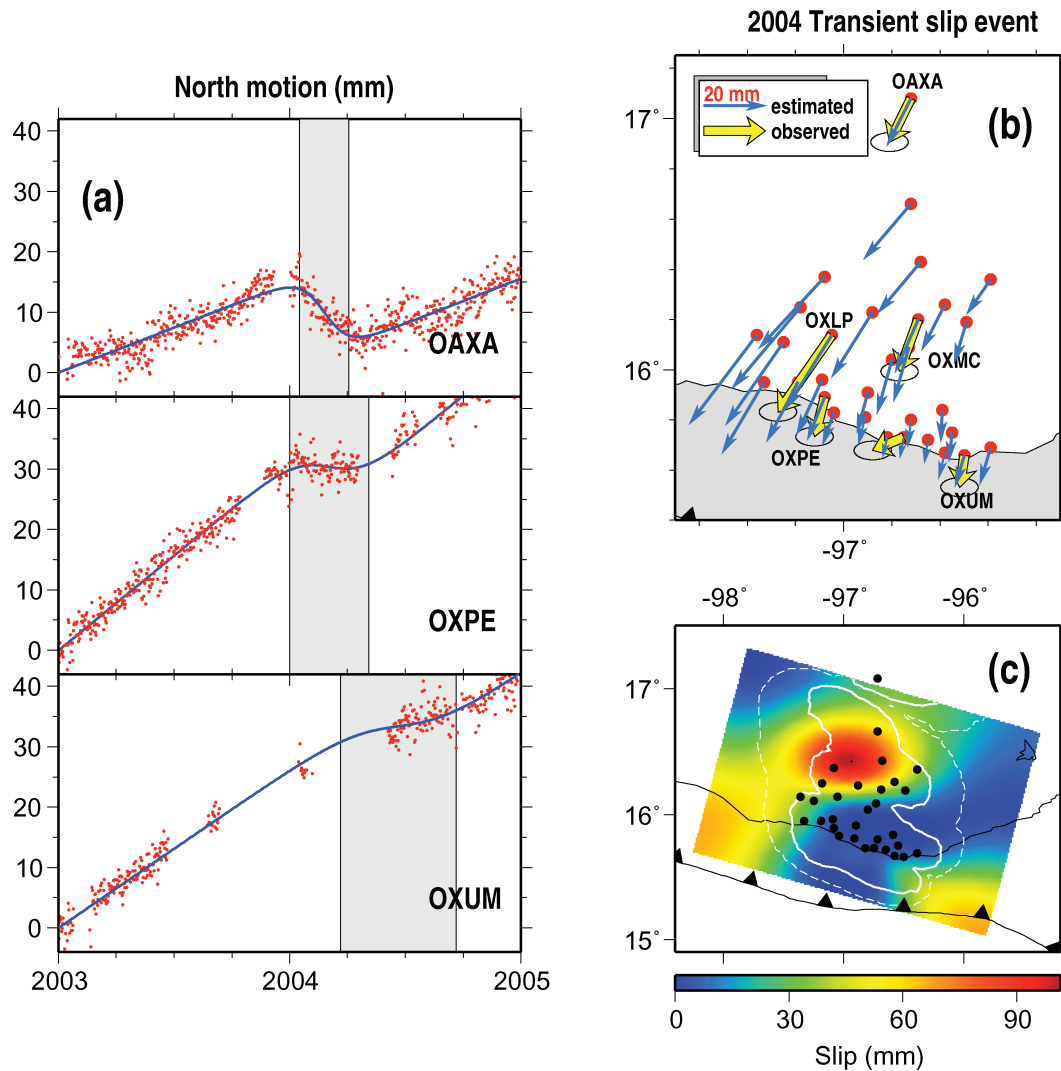 2004 Transient slip event
North motion (mm)
(a)
40
30
20
10
0
OAXA
40
30
20
10
0
OXPE
40
30
20
10
0
OXUM
2003
2004
2005
20 mm
estimated
observed
OAXA
(b)
17°
16°
OXLP
OXMC
OXPE
OXUM
-97°
-98°
-97°
-96°
(c)
17°
16°
15°
0
30
60
90
Slip (mm)